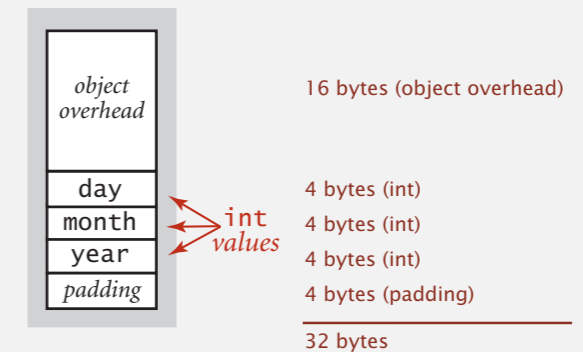 object
overhead
16 bytes (object overhead)
day
4 bytes (int)
month
int
4 bytes (int)
values
year
4 bytes (int)
padding
4 bytes (padding)
32 bytes